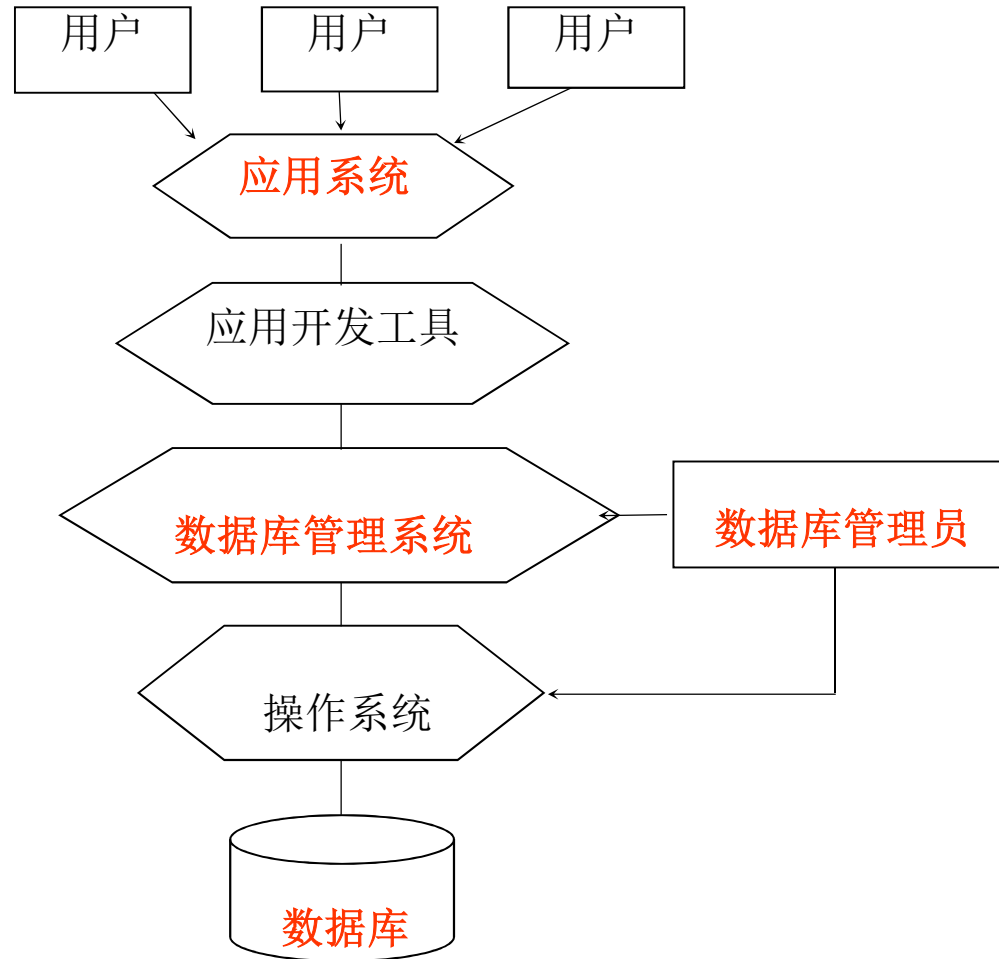 用户
用户
用户
应用系统
应用开发工具
数据库管理系统
数据库管理员
操作系统
数据库